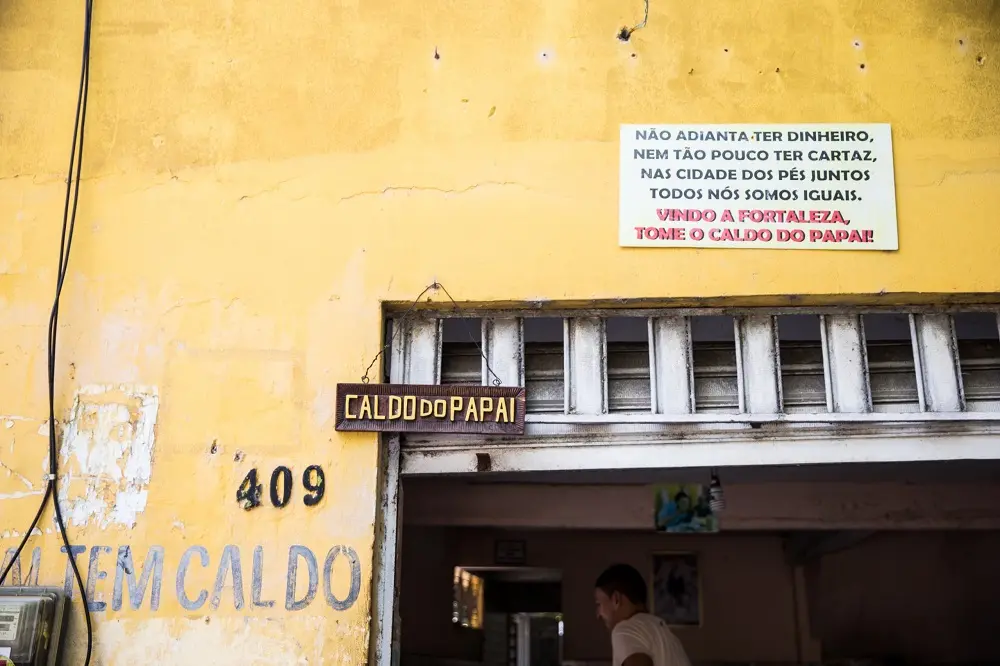 NÃO ADIANTA TER DINHEIRO,
NEM TÃO POUCO TER CARTAZ,
NAS CIDADE DOS PÉS JUNTOS
TODOS NÓS SOMOS IGUAIS.
VINDO A FORTALEZA,
TOME O CALDO DO PAPAI!
CALDO DO PAPAI
409
TEM CALDO